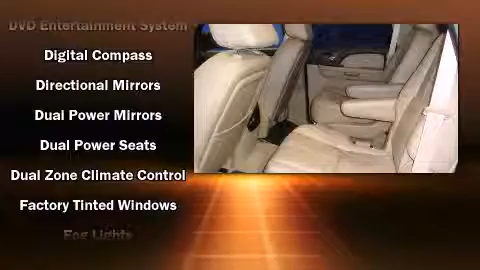 DVD Entertainment System
Digital Compass
Directional Mirrors
Dual Power Mirrors
Dual Power Seats
Dual Zone Climate Control
Factory Tinted Windows
Fog Lights